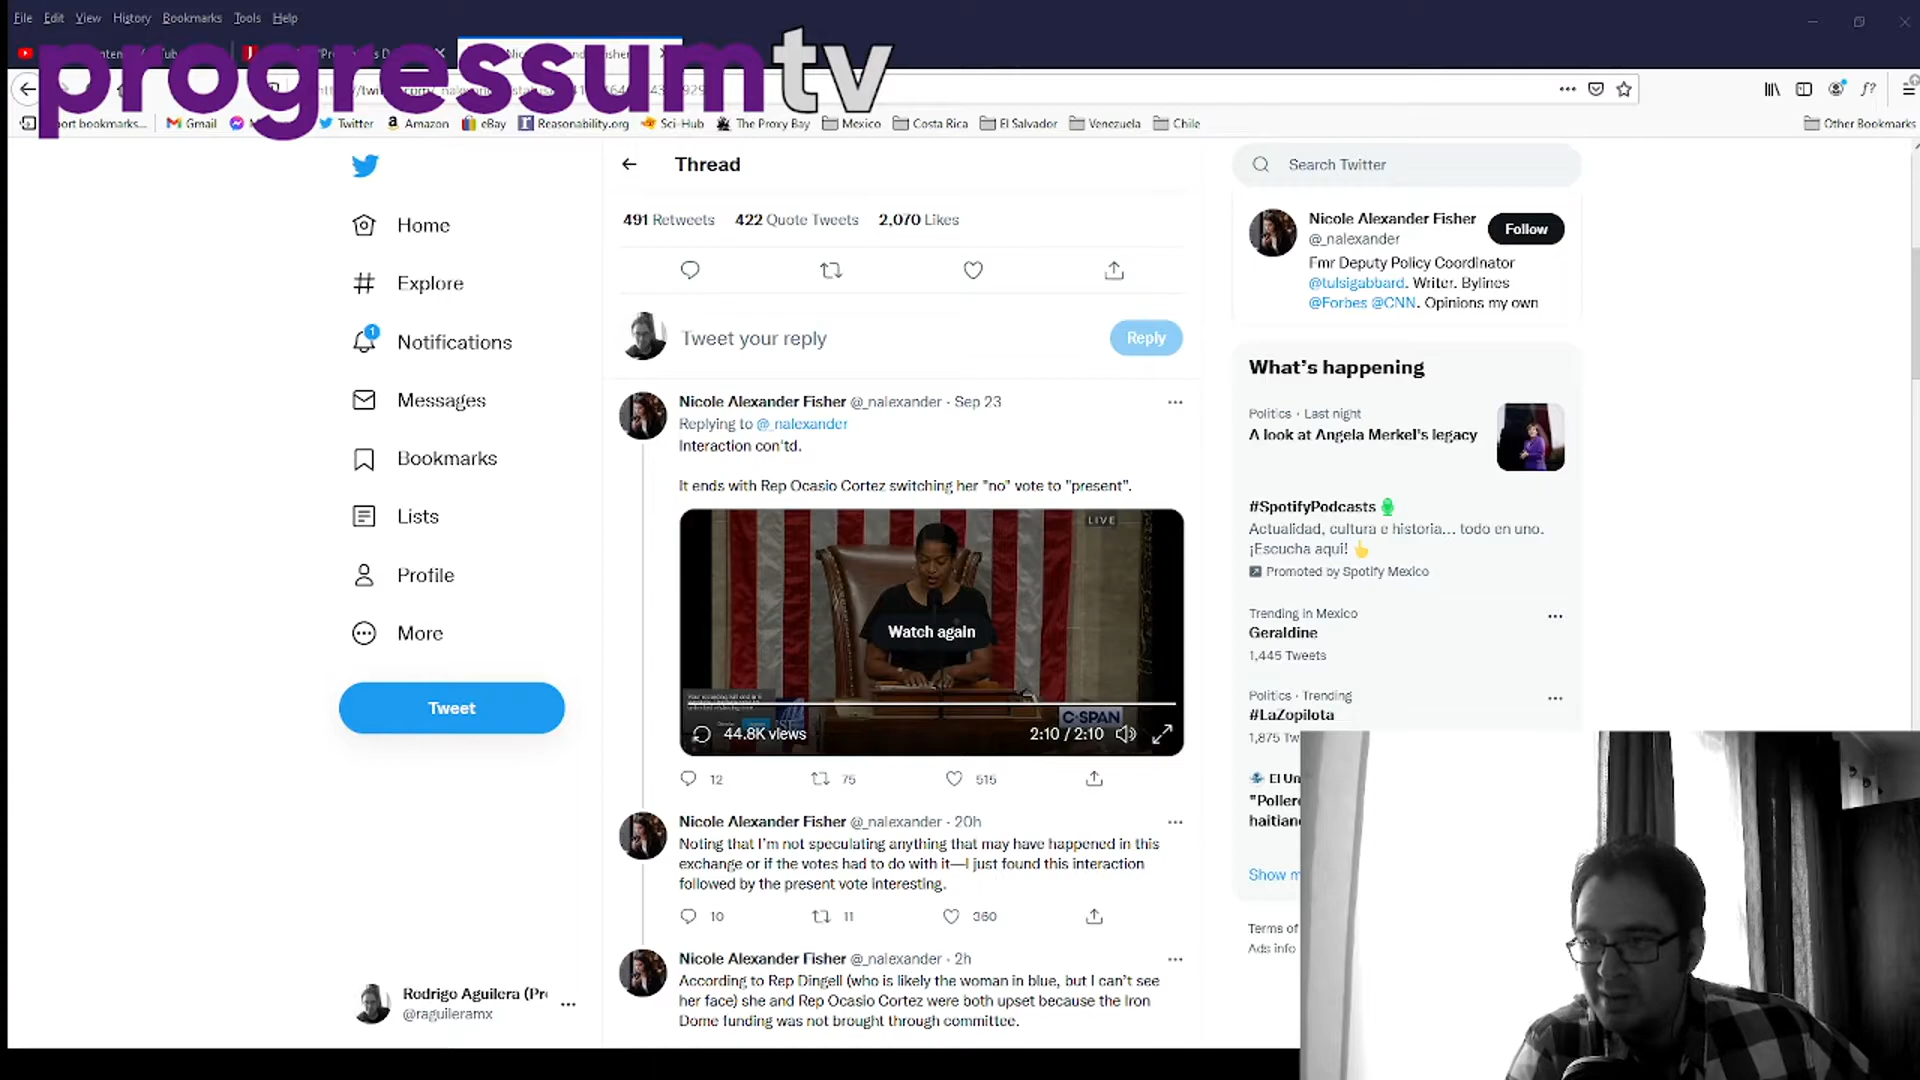 File Edit View History Bookmarks Tools Help
progressumtv
Gmail
Twitter
Amazon
eBay
Reasonability.org
Sci-Hub
The Proxy Bay
Mexico
Costa Rica
El Salvador
Venezuela
Chile
Other Bookmarks
Home
Explore
1
Notifications
Messages
Bookmarks
Lists
Profile
More
Tweet
Rodrigo Aguilera
@raguileramx
Thread
491 Retweets 422 Quote Tweets 2,070 Likes
Tweet your reply
Reply
Nicole Alexander Fisher @_nalexander · Sep 23
Replying to @_nalexander
Interaction con'td.
It ends with Rep Ocasio Cortez switching her "no" vote to "present".
LIVE
Watch again
C-SPAN
44.8K views
2:10 / 2:10
12 75 515
Nicole Alexander Fisher @_nalexander · 20h
Noting that I'm not speculating anything that may have happened in this
exchange or if the votes had to do with it—I just found this interaction
followed by the present vote interesting.
10 11 360
Nicole Alexander Fisher @_nalexander · 2h
According to Rep Dingell (who is likely the woman in blue, but I can't see
her face) she and Rep Ocasio Cortez were both upset because the Iron
Dome funding was not brought through committee.
Search Twitter
Nicole Alexander Fisher
@_nalexander
Follow
Fmr Deputy Policy Coordinator
@tulsigabbard. Writer. Bylines
@Forbes @CNN. Opinions my own
What's happening
Politics · Last night
A look at Angela Merkel's legacy
#SpotifyPodcasts
Actualidad, cultura e historia... todo en uno.
¡Escucha aquí!
Promoted by Spotify Mexico
Trending in Mexico
Geraldine
1,445 Tweets
Politics · Trending
#LaZopilota
1,875
El
Show
Terms of
Ads info